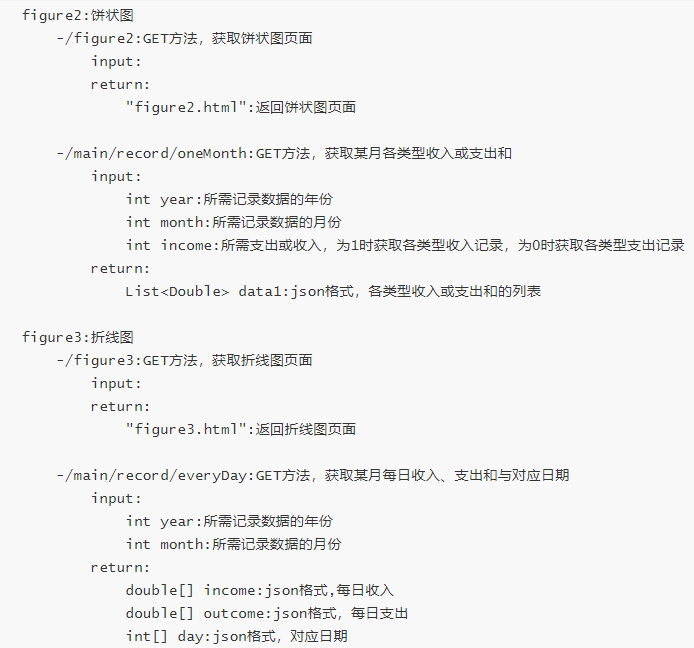 figure2:饼状图
-/figure2:GET方法，获取饼状图页面
input:
return:
"figure2.html":返回饼状图页面
-/main/record/oneMonth:GET方法，获取某月各类型收入或支出和
input:
int year:所需记录数据的年份
int month:所需记录数据的月份
int income:所需支出或收入，为1时获取各类型收入记录，为0时获取各类型支出记录
return:
List<Double> data1:json格式，各类型收入或支出和的列表
figure3:折线图
-/figure3:GET方法，获取折线图页面
input:
return:
"figure3.html":返回折线图页面
-/main/record/everyDay:GET方法，获取某月每日收入、支出和与对应日期
input:
int year:所需记录数据的年份
int month:所需记录数据的月份
return:
double[] income:json格式,每日收入
double[] outcome:json格式，每日支出
int[] day:json格式，对应日期